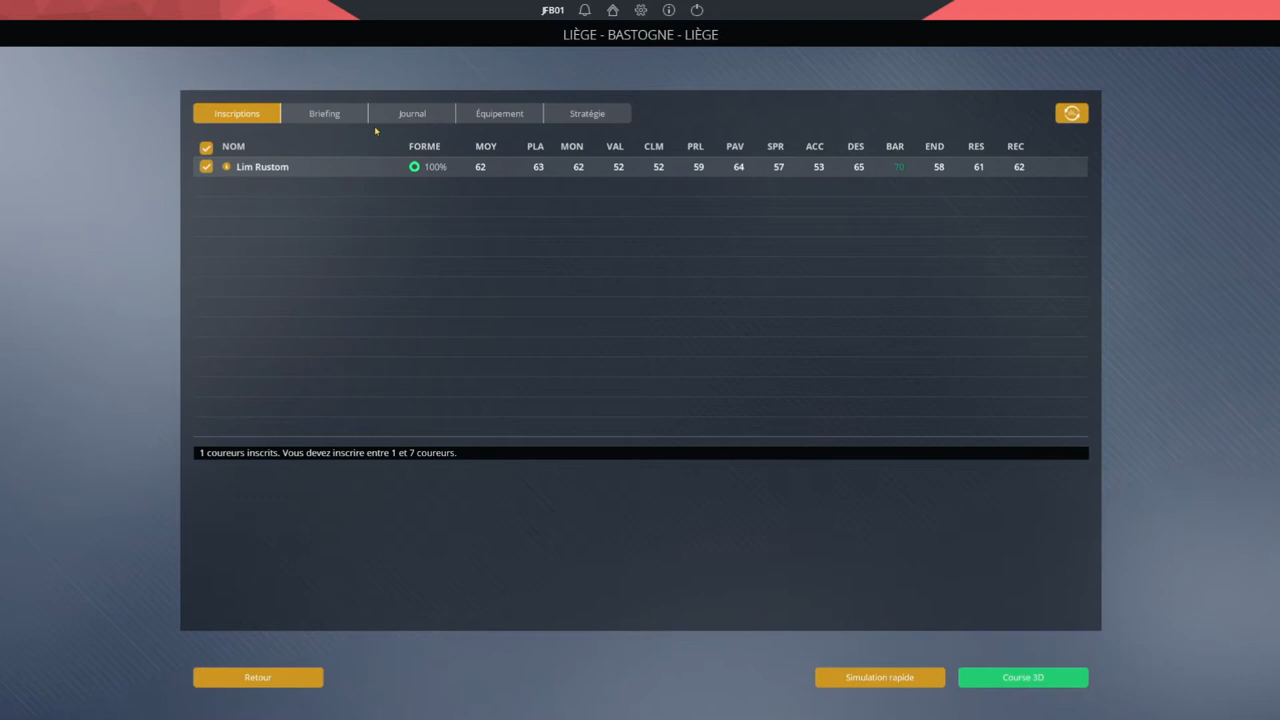 JFB01
LIÈGE - BASTOGNE - LIÈGE
Inscriptions Briefing Journal Équipement Stratégie
NOM FORME MOY PLA MON VAL CLM PRL PAV SPR ACC DES BAR END RES REC
Lim Rustom 100% 62 63 62 52 52 59 64 57 53 65 70 58 61 62
1 coureurs inscrits. Vous devez inscrire entre 1 et 7 coureurs.
Retour Simulation rapide Course 3D